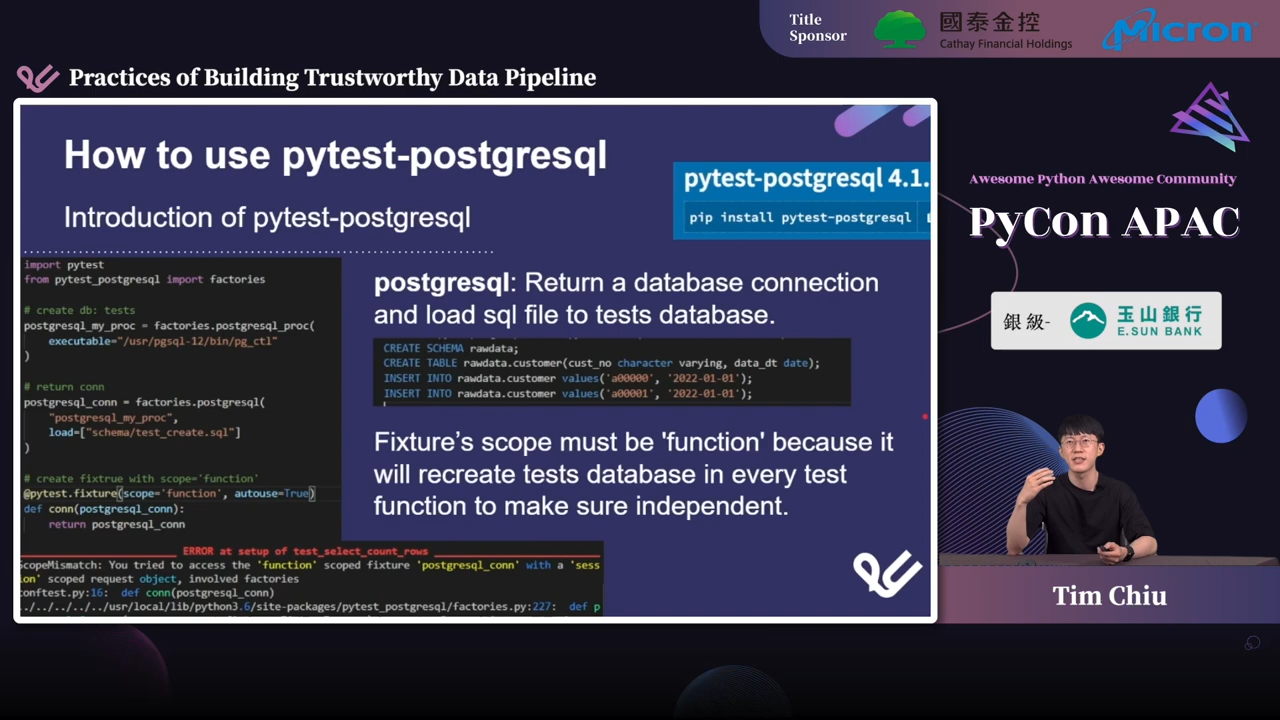 Title
Sponsor
國泰金控
Cathay Financial Holdings
Micron
Practices of Building Trustworthy Data Pipeline
How to use pytest-postgresql
Introduction of pytest-postgresql
pytest-postgresql 4.1.
pip install pytest-postgresql
import pytest
from pytest_postgresql import factories
# create db: tests
postgresql_my_proc = factories.postgresql_proc(
executable="/usr/pgsql-12/bin/pg_ctl"
)
# return conn
postgresql_conn = factories.postgresql(
"postgresql_my_proc",
load=["schema/test_create.sql"]
)
# create fixtrue with scope='function'
@pytest.fixture(scope='function', autouse=True)
def conn(postgresql_conn):
return postgresql_conn
postgresql: Return a database connection
and load sql file to tests database.
CREATE SCHEMA rawdata;
CREATE TABLE rawdata.customer(cust_no character varying, data_dt date);
INSERT INTO rawdata.customer values('a00000', '2022-01-01');
INSERT INTO rawdata.customer values('a00001', '2022-01-01');
Fixture's scope must be 'function' because it
will recreate tests database in every test
function to make sure independent.
ERROR at setup of test_select_count_rows
ScopeMismatch: You tried to access the 'function' scoped fixture 'postgresql_conn' with a 'sess
ion' scoped request object, involved factories
conftest.py:16: def conn(postgresql_conn)
../../../../../usr/local/lib/python3.6/site-packages/pytest_postgresql/factories.py:227: def p
Awesome Python Awesome Community
PyCon APAC
銀級-
玉山銀行
E.SUN BANK
Tim Chiu